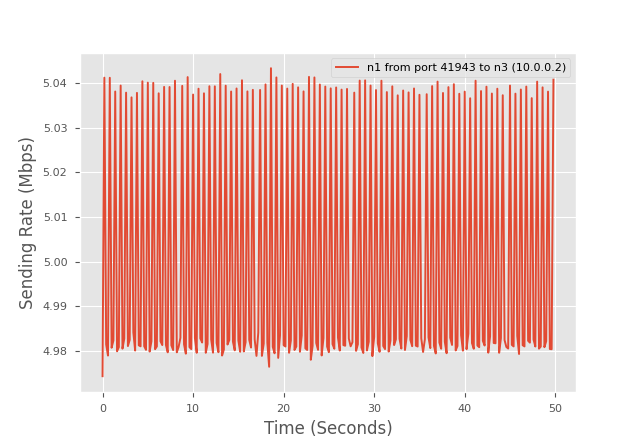 n1 from port 41943 to n3 (10.0.0.2)
5.04
5.03
5.02
5.01
5.00
4.99
4.98
Sending Rate (Mbps)
0 10 20 30 40 50
Time (Seconds)